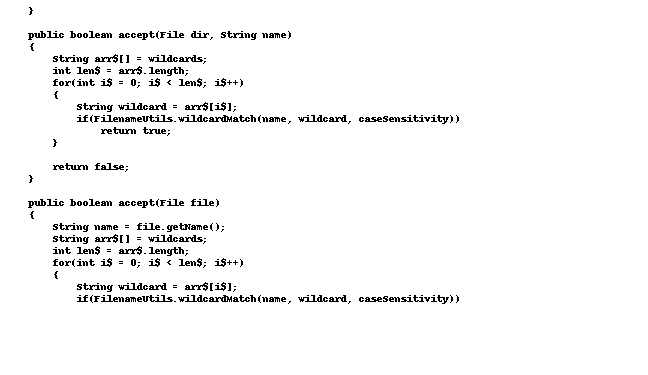 }

public boolean accept(File dir, String name)
{
    String arr$[] = wildcards;
    int len$ = arr$.length;
    for(int i$ = 0; i$ < len$; i$++)
    {
        String wildcard = arr$[i$];
        if(FilenameUtils.wildcardMatch(name, wildcard, caseSensitivity))
            return true;
    }

    return false;
}

public boolean accept(File file)
{
    String name = file.getName();
    String arr$[] = wildcards;
    int len$ = arr$.length;
    for(int i$ = 0; i$ < len$; i$++)
    {
        String wildcard = arr$[i$];
        if(FilenameUtils.wildcardMatch(name, wildcard, caseSensitivity))